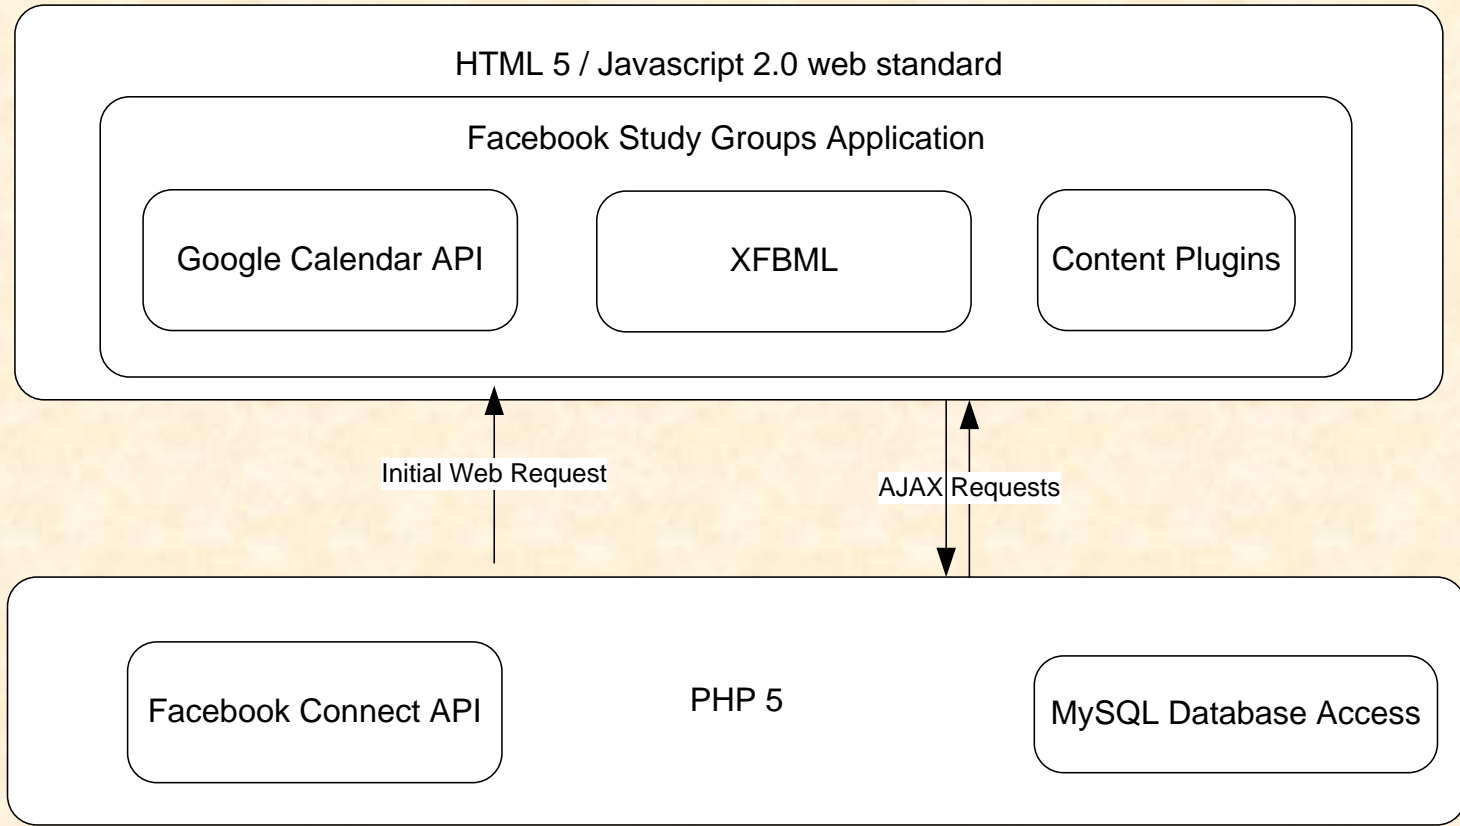 HTML 5 / Javascript 2.0 web standard
Facebook Study Groups Application
Google Calendar API
XFBML
Content Plugins
Initial Web Request
AJAX Requests
Facebook Connect API
PHP 5
MySQL Database Access